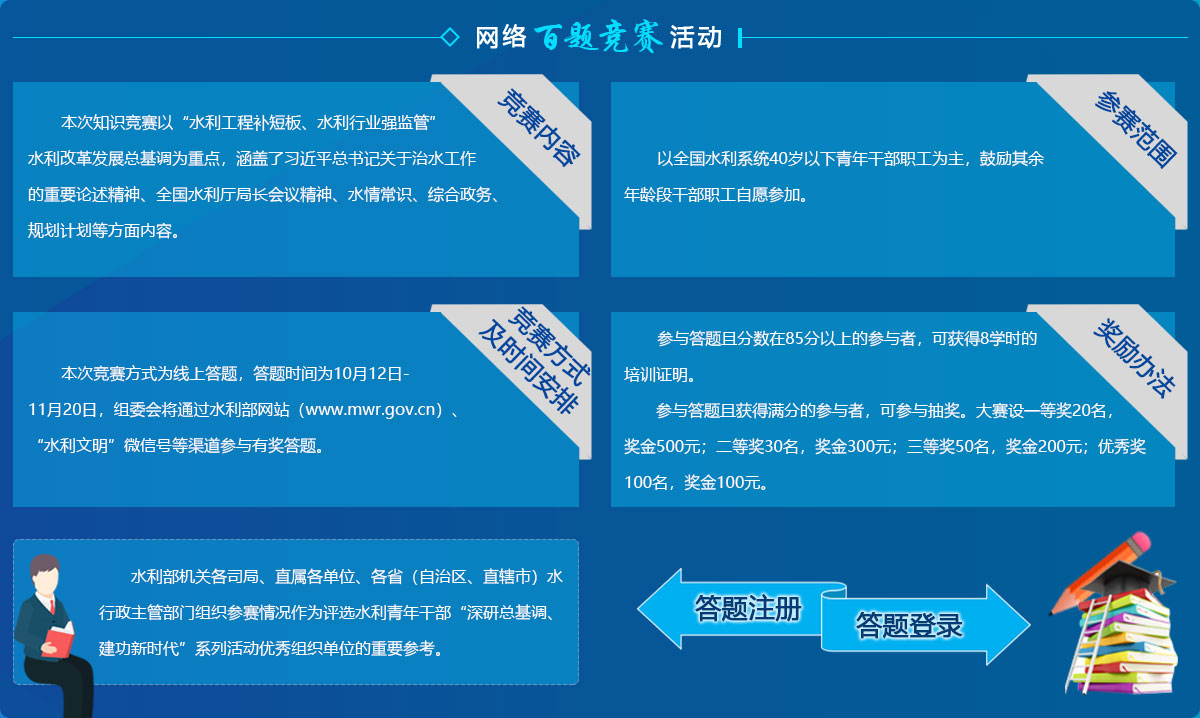 网络百题竞赛活动
竞赛内容
本次知识竞赛以“水利工程补短板、水利行业强监管”
水利改革发展总基调为重点，涵盖了习近平总书记关于治水工作
的重要论述精神、全国水利厅局长会议精神、水情常识、综合政务、
规划计划等方面内容。
参赛范围
以全国水利系统40岁以下青年干部职工为主，鼓励其余
年龄段干部职工自愿参加。
竞赛方式
及时间安排
本次竞赛方式为线上答题，答题时间为10月12日-
11月20日，组委会将通过水利部网站（www.mwr.gov.cn）、
“水利文明”微信号等渠道参与有奖答题。
奖励办法
参与答题且分数在85分以上的参与者，可获得8学时的
培训证明。
参与答题且获得满分的参与者，可参与抽奖。大赛设一等奖20名，
奖金500元；二等奖30名，奖金300元；三等奖50名，奖金200元；优秀奖
100名，奖金100元。
水利部机关各司局、直属各单位、各省（自治区、直辖市）水
行政主管部门组织参赛情况作为评选水利青年干部“深研总基调、
建功新时代”系列活动优秀组织单位的重要参考。
答题注册
答题登录